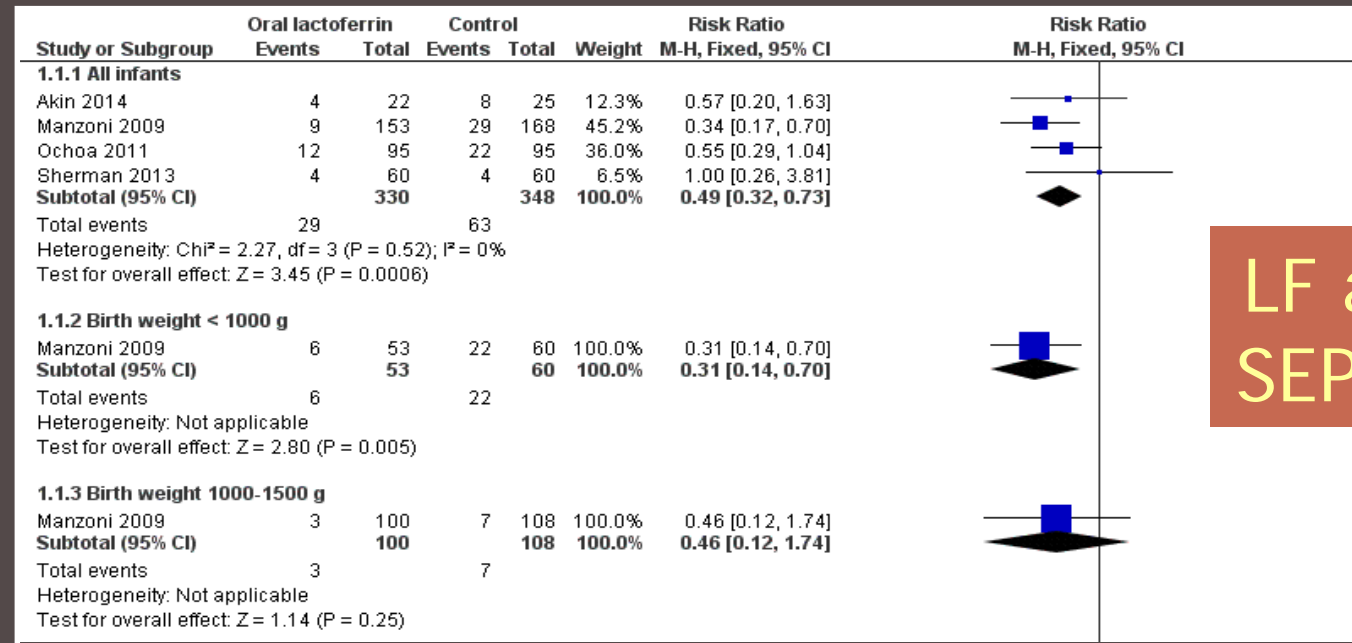 Oral lactoferrin Control Risk Ratio Risk Ratio
Study or Subgroup Events Total Events Total Weight M-H, Fixed, 95% CI M-H, Fixed, 95% CI
1.1.1 All infants
Akin 2014 4 22 8 25 12.3% 0.57 [0.20, 1.63]
Manzoni 2009 9 153 29 168 45.2% 0.34 [0.17, 0.70]
Ochoa 2011 12 95 22 95 36.0% 0.55 [0.29, 1.04]
Sherman 2013 4 60 4 60 6.5% 1.00 [0.26, 3.81]
Subtotal (95% CI) 330 348 100.0% 0.49 [0.32, 0.73]
Total events 29 63
Heterogeneity: Chi² = 2.27, df = 3 (P = 0.52); I² = 0%
Test for overall effect: Z = 3.45 (P = 0.0006)
1.1.2 Birth weight < 1000 g
Manzoni 2009 6 53 22 60 100.0% 0.31 [0.14, 0.70]
Subtotal (95% CI) 53 60 100.0% 0.31 [0.14, 0.70]
Total events 6 22
Heterogeneity: Not applicable
Test for overall effect: Z = 2.80 (P = 0.005)
1.1.3 Birth weight 1000-1500 g
Manzoni 2009 3 100 7 108 100.0% 0.46 [0.12, 1.74]
Subtotal (95% CI) 100 108 100.0% 0.46 [0.12, 1.74]
Total events 3 7
Heterogeneity: Not applicable
Test for overall effect: Z = 1.14 (P = 0.25)
LF
SEP